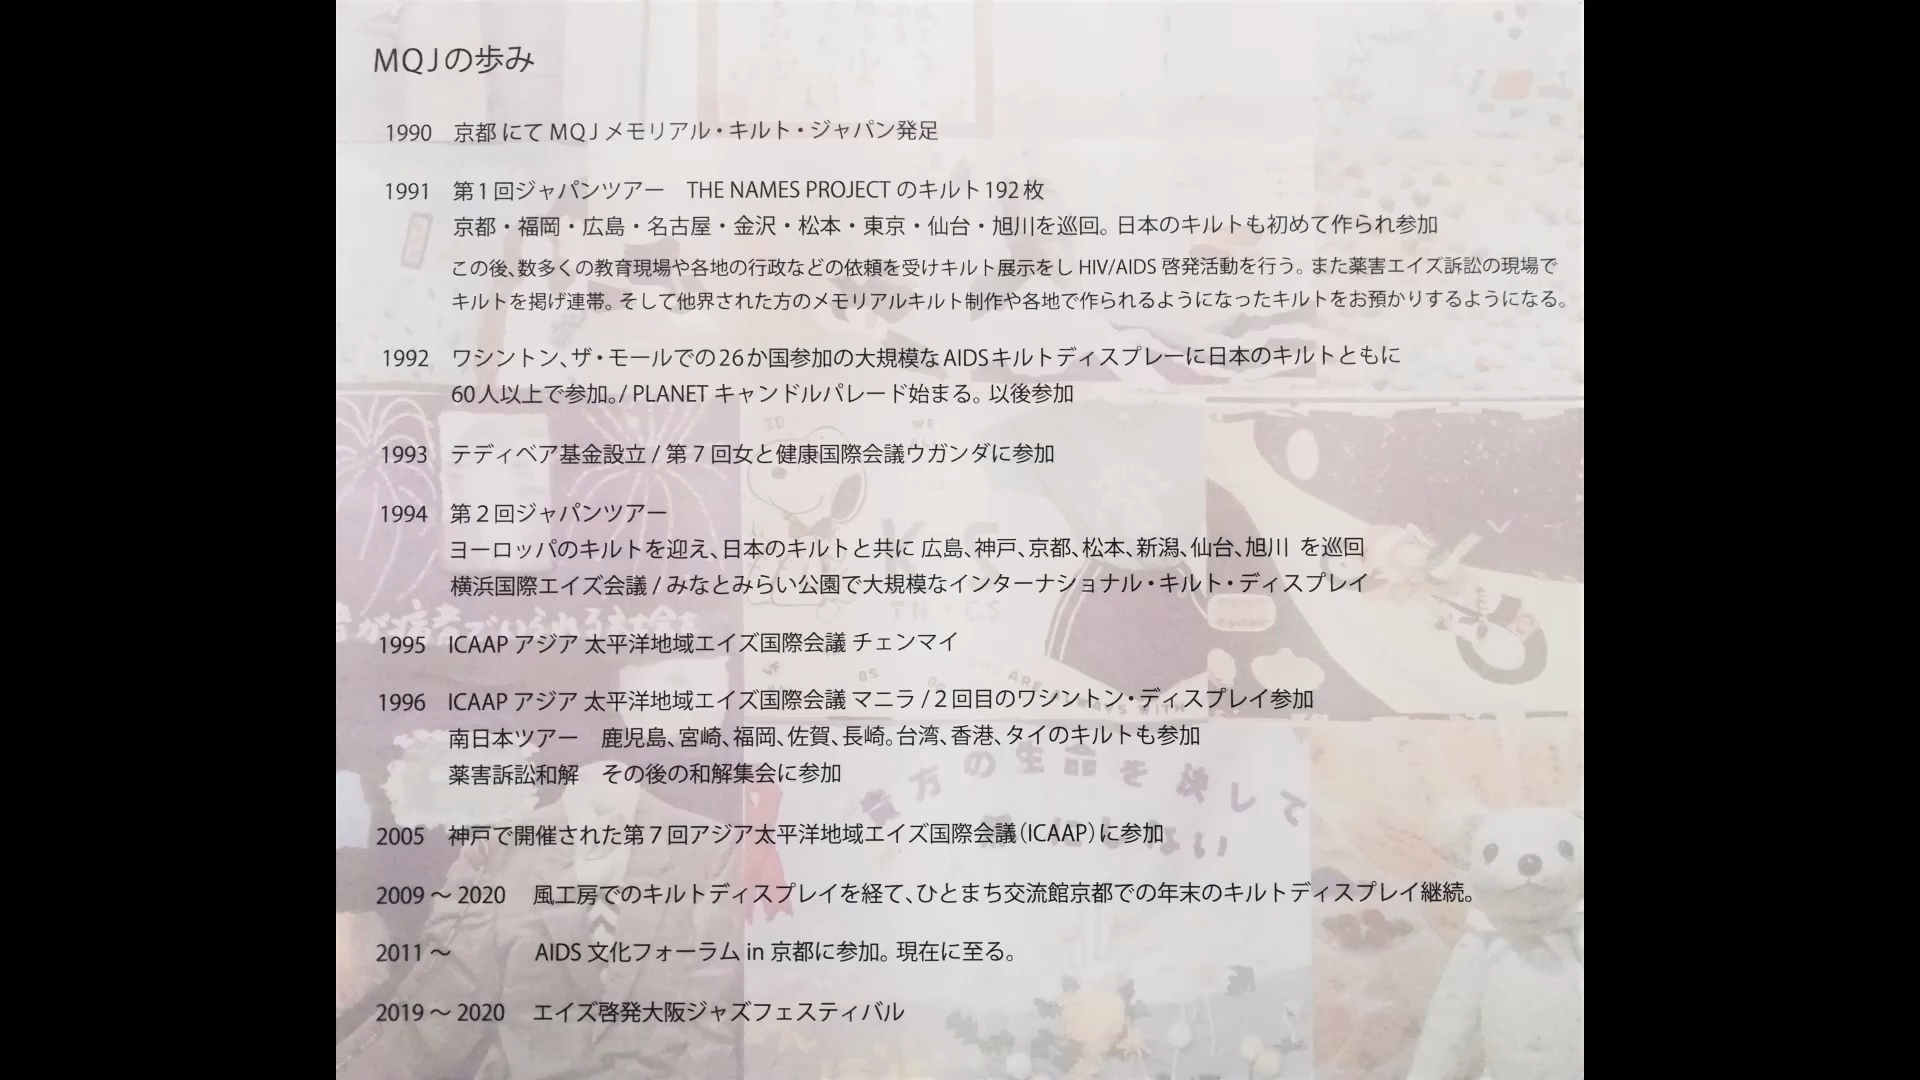 MQJの歩み
1990 京都 にて MQJ メモリアル・キルト・ジャパン発足
1991 第1回ジャパンツアー THE NAMES PROJECT のキルト192枚
京都・福岡・広島・名古屋・金沢・松本・東京・仙台・旭川を巡回。日本のキルトも初めて作られ参加
この後、数多くの教育現場や各地の行政などの依頼を受けキルト展示をし HIV/AIDS 啓発活動を行う。また薬害エイズ訴訟の現場で
キルトを掲げ連帯。そして他界された方のメモリアルキルト制作や各地で作られるようになったキルトをお預かりするようになる。
1992 ワシントン、ザ・モールでの26か国参加の大規模なAIDSキルトディスプレーに日本のキルトともに
60人以上で参加。/ PLANET キャンドルパレード始まる。以後参加
1993 テディベア基金設立 / 第7回女と健康国際会議ウガンダに参加
1994 第2回ジャパンツアー
ヨーロッパのキルトを迎え、日本のキルトと共に 広島、神戸、京都、松本、新潟、仙台、旭川 を巡回
横浜国際エイズ会議 / みなとみらい公園で大規模なインターナショナル・キルト・ディスプレイ
1995 ICAAP アジア 太平洋地域エイズ国際会議 チェンマイ
1996 ICAAP アジア 太平洋地域エイズ国際会議 マニラ / 2回目のワシントン・ディスプレイ参加
南日本ツアー 鹿児島、宮崎、福岡、佐賀、長崎。台湾、香港、タイのキルトも参加
薬害訴訟和解 その後の和解集会に参加
2005 神戸で開催された第7回アジア太平洋地域エイズ国際会議(ICAAP)に参加
2009 〜 2020 風工房でのキルトディスプレイを経て、ひとまち交流館京都での年末のキルトディスプレイ継続。
2011 〜 AIDS 文化フォーラム in 京都に参加。現在に至る。
2019 〜 2020 エイズ啓発大阪ジャズフェスティバル